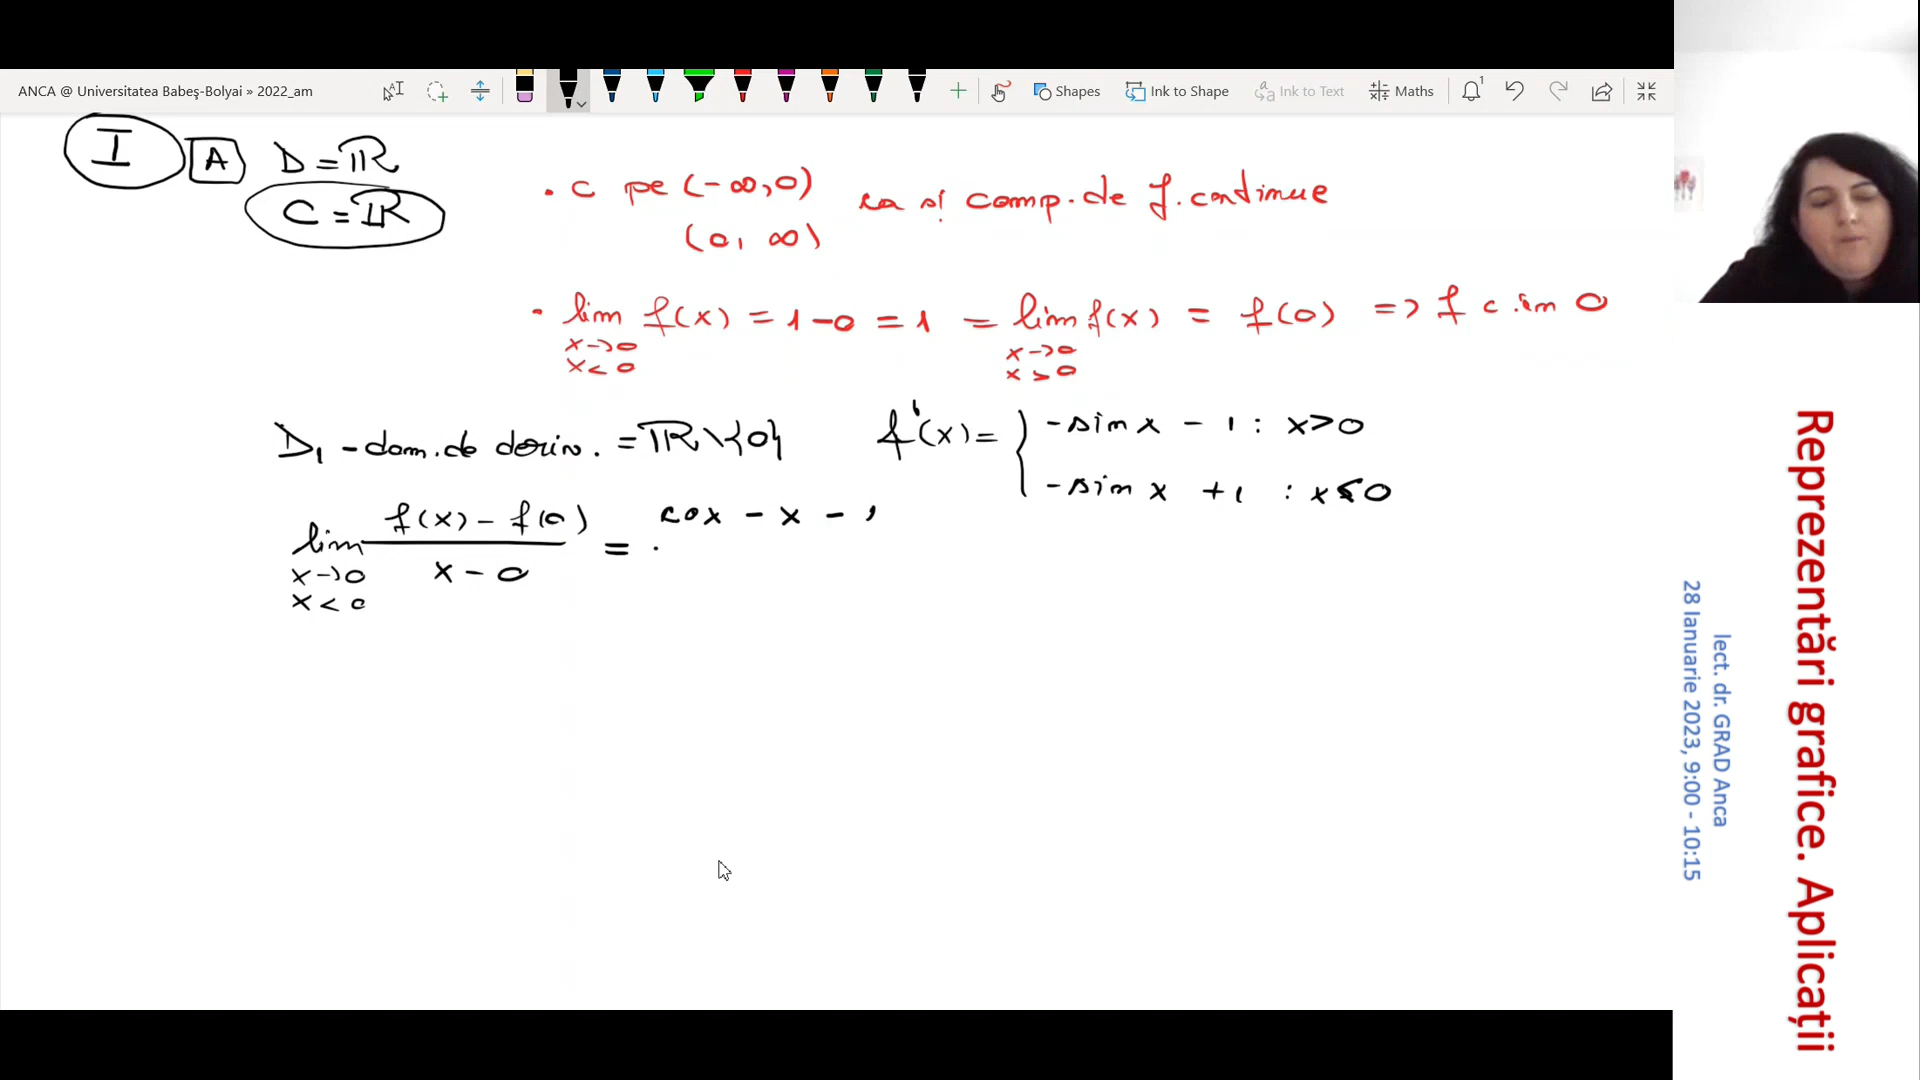 ANCA @ Universitatea Babeş-Bolyai » 2022_am
Shapes
Ink to Shape
Ink to Text
Maths
1
I A D = ℝ
C = ℝ
• C pe (-∞,0) ca și comp. de f. continue
(0, ∞)
• lim f(x) = 1 - 0 = 1 = lim f(x) = f(0) => f c. în 0
x->0 x->0
x<0 x>0
D₁ - dom. de deriv. = ℝ\{0} f'(x) = { -sin x - 1 : x>0
-sin x + 1 : x<0
lim f(x) - f(0) = cox - x - 1
x->0 x - 0
x<0
Reprezentări grafice. Aplicații
lect. dr. GRAD Anca
28 Ianuarie 2023, 9:00 - 10:15